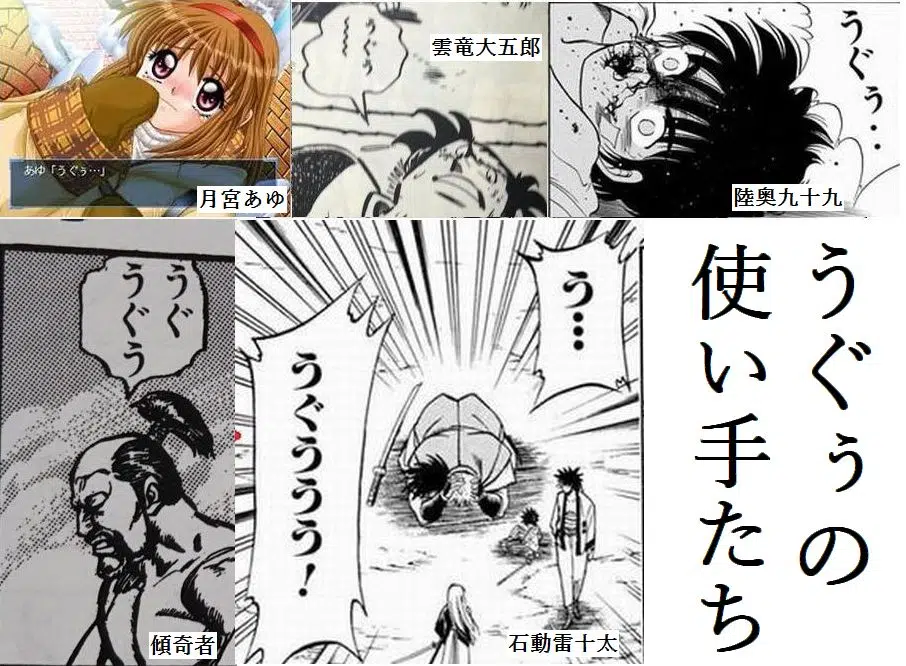 あゆ「うぐぅ…」
月宮あゆ
うぐぅ
雲竜大五郎
うぐぅ‥
陸奥九十九
うぐ
うぐう
傾奇者
う…
うぐううう！
石動雷十太
うぐぅの
使い手たち